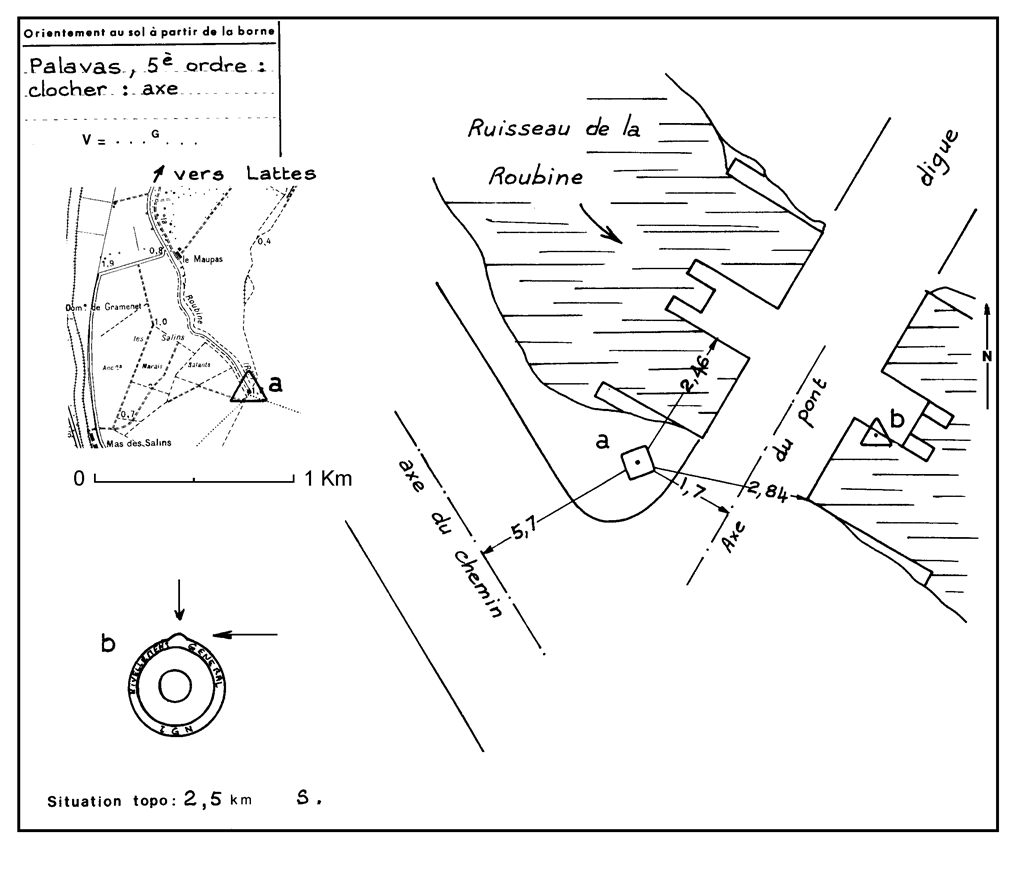 Orientement au sol à partir de la borne
Palavas, 5è ordre :
clocher : axe
V = . . . G . . .
vers Lattes
0,4
0,8
le Maupas
1,9
Roubine
Dom.ne de Gramenet
1,0
les Salins
Anc.ns Marais Salants
a
0,7
Mas des Salins
0 1 Km
Ruisseau de la
Roubine
digue
N
2,46
du pont
b
a
axe du chemin
1,7
2,84
5,7
Axe
b
NIVELLEMENT GENERAL
IGN
Situation topo: 2,5 km S.